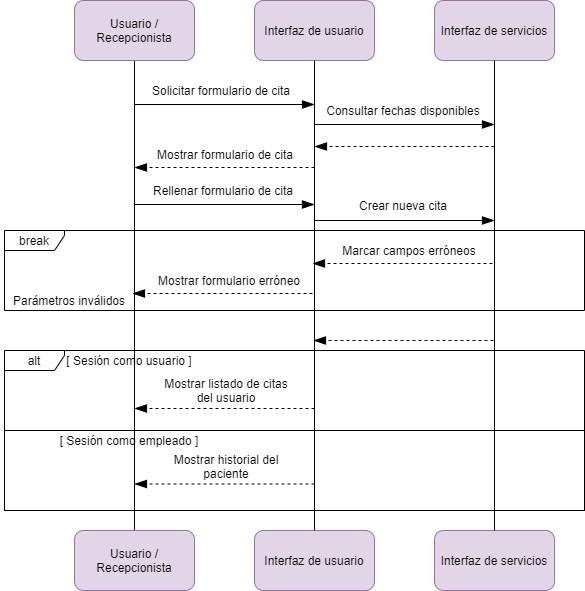 Usuario /
Recepcionista
Interfaz de usuario
Interfaz de servicios
Solicitar formulario de cita
Consultar fechas disponibles
Mostrar formulario de cita
Rellenar formulario de cita
Crear nueva cita
break
Marcar campos erróneos
Mostrar formulario erróneo
Parámetros inválidos
alt
[ Sesión como usuario ]
Mostrar listado de citas
del usuario
[ Sesión como empleado ]
Mostrar historial del
paciente
Usuario /
Recepcionista
Interfaz de usuario
Interfaz de servicios